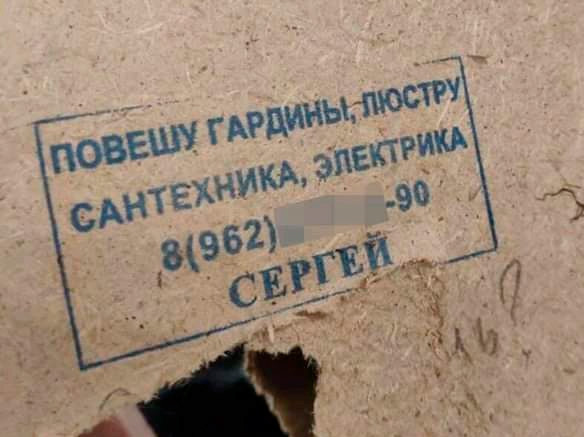 ПОВЕШУ ГАРДИНЫ, ЛЮСТРУ
САНТЕХНИКА, ЭЛЕКТРИКА
8(962) -90
СЕРГЕЙ